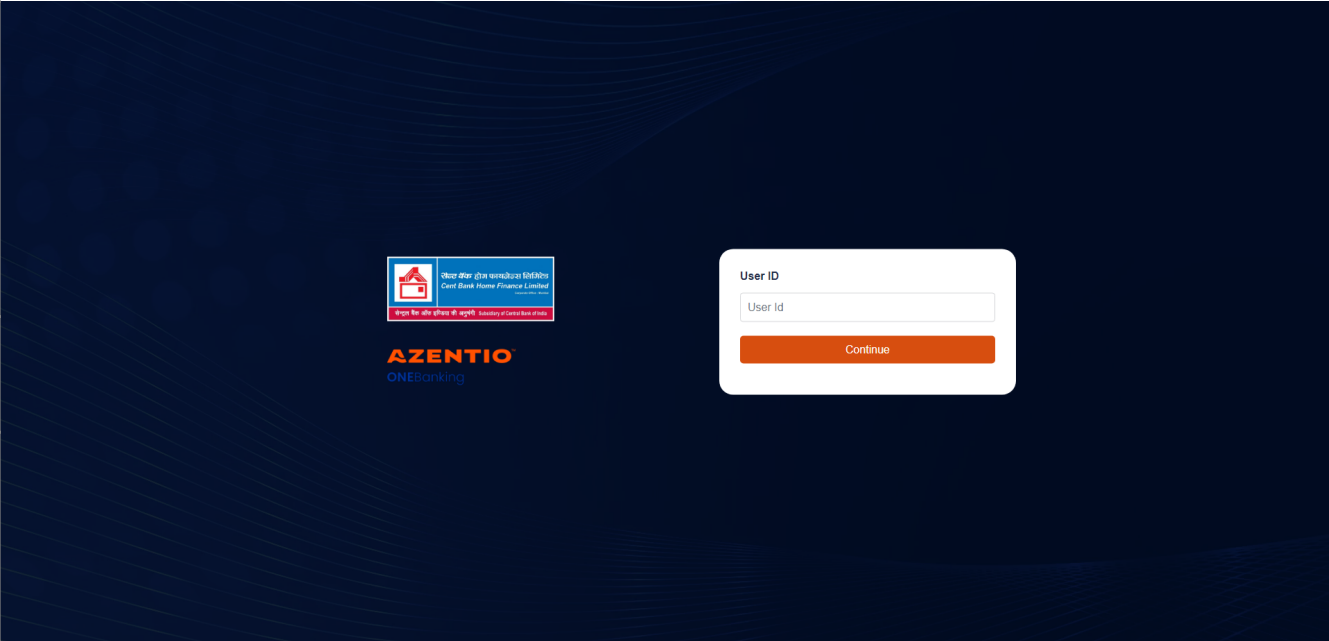 सेन्ट बैंक होम फायनेन्स लिमिटेड
Cent Bank Home Finance Limited
सेन्ट्रल बैंक ऑफ इण्डिया की अनुषंगी Subsidiary of Central Bank of India
AZENTIO
ONEBanking
User ID
User Id
Continue